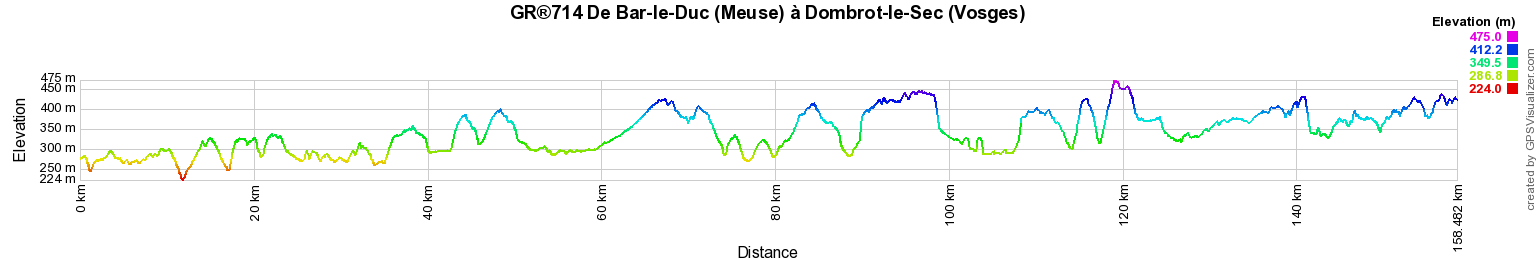 GR®714 De Bar-le-Duc (Meuse) à Dombrot-le-Sec (Vosges)
Elevation (m)
475.0
412.2
349.5
286.8
224.0
Elevation
475 m
450 m
400 m
350 m
300 m
250 m
224 m
0 km
20 km
40 km
60 km
80 km
100 km
120 km
140 km
158.482 km
Distance
created by GPSVisualizer.com